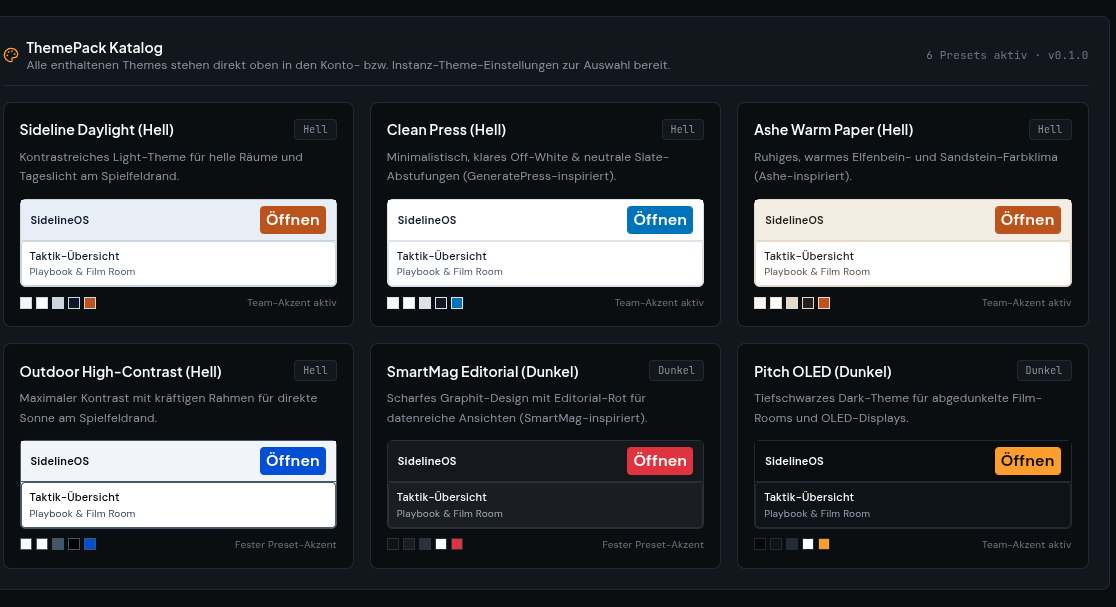 ThemePack Katalog
Alle enthaltenen Themes stehen direkt oben in den Konto- bzw. Instanz-Theme-Einstellungen zur Auswahl bereit.
6 Presets aktiv · v0.1.0
Sideline Daylight (Hell)
Hell
Kontrastreiches Light-Theme für helle Räume und
Tageslicht am Spielfeldrand.
SidelineOS
Öffnen
Taktik-Übersicht
Playbook & Film Room
Team-Akzent aktiv
Clean Press (Hell)
Hell
Minimalistisch, klares Off-White & neutrale Slate-
Abstufungen (GeneratePress-inspiriert).
SidelineOS
Öffnen
Taktik-Übersicht
Playbook & Film Room
Team-Akzent aktiv
Ashe Warm Paper (Hell)
Hell
Ruhiges, warmes Elfenbein- und Sandstein-Farbklima
(Ashe-inspiriert).
SidelineOS
Öffnen
Taktik-Übersicht
Playbook & Film Room
Team-Akzent aktiv
Outdoor High-Contrast (Hell)
Hell
Maximaler Kontrast mit kräftigen Rahmen für direkte
Sonne am Spielfeldrand.
SidelineOS
Öffnen
Taktik-Übersicht
Playbook & Film Room
Fester Preset-Akzent
SmartMag Editorial (Dunkel)
Dunkel
Scharfes Graphit-Design mit Editorial-Rot für
datenreiche Ansichten (SmartMag-inspiriert).
SidelineOS
Öffnen
Taktik-Übersicht
Playbook & Film Room
Fester Preset-Akzent
Pitch OLED (Dunkel)
Dunkel
Tiefschwarzes Dark-Theme für abgedunkelte Film-
Rooms und OLED-Displays.
SidelineOS
Öffnen
Taktik-Übersicht
Playbook & Film Room
Team-Akzent aktiv